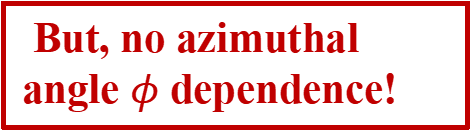 But, no azimuthal
angle ϕ dependence!